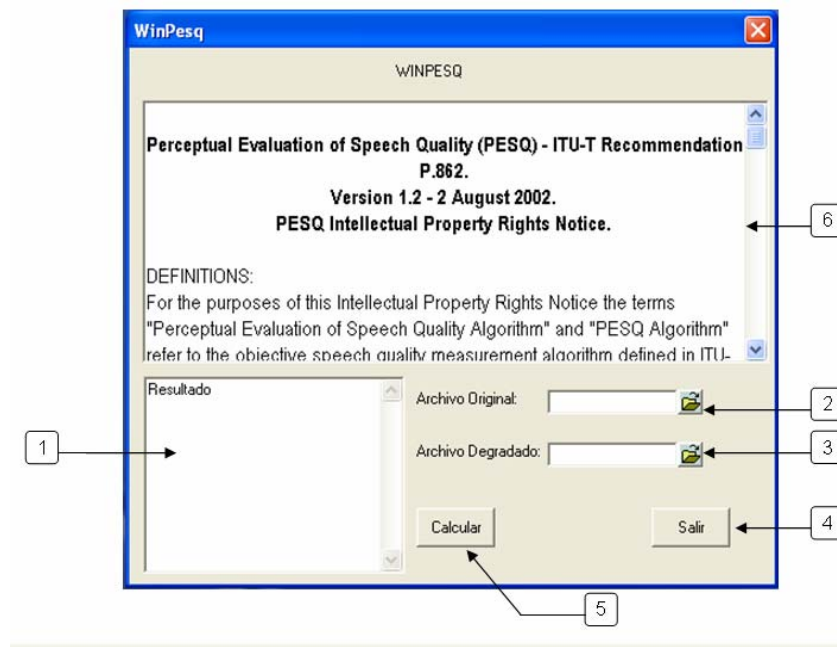 WinPesq
WINPESQ
Perceptual Evaluation of Speech Quality (PESQ) - ITU-T Recommendation
P.862.
Version 1.2 - 2 August 2002.
PESQ Intellectual Property Rights Notice.
DEFINITIONS:
For the purposes of this Intellectual Property Rights Notice the terms
"Perceptual Evaluation of Speech Quality Algorithm" and "PESQ Algorithm"
refer to the objective speech quality measurement algorithm defined in ITU-
6
Resultado
Archivo Original:
2
1
Archivo Degradado:
3
Calcular
Salir
4
5